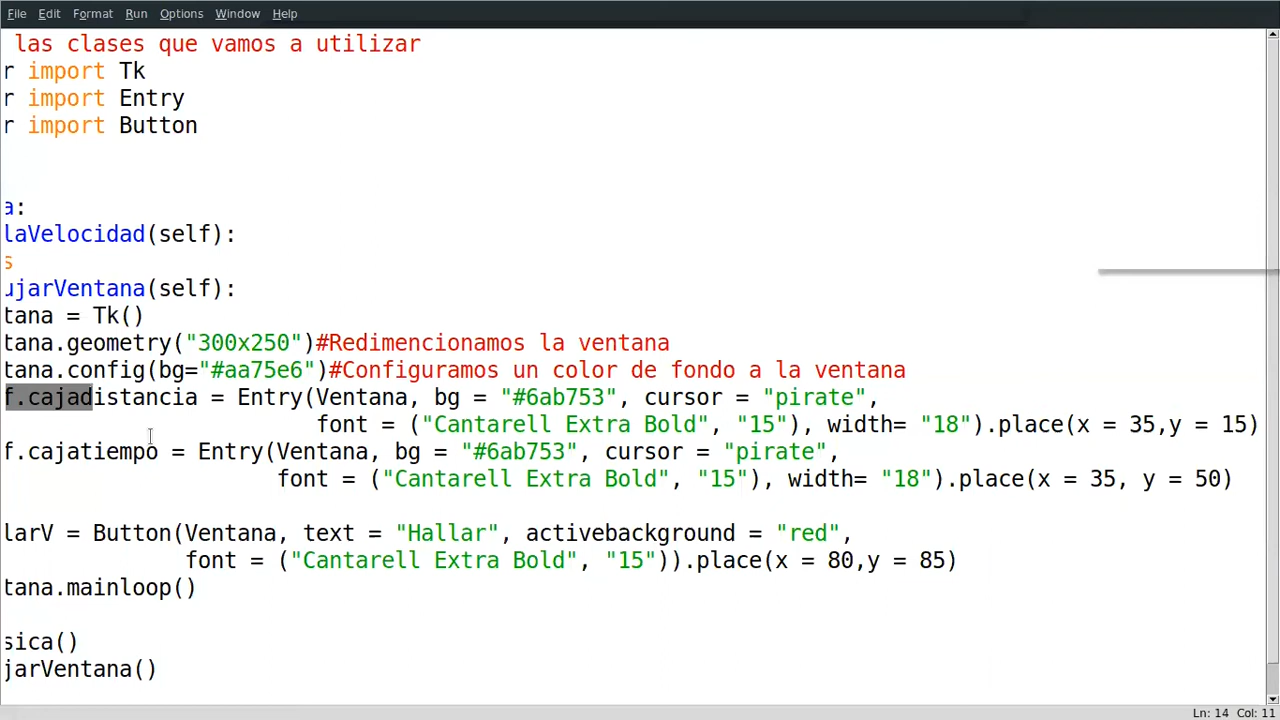 File Edit Format Run Options Window Help
las clases que vamos a utilizar
r import Tk
r import Entry
r import Button
a:
laVelocidad(self):
s
ujarVentana(self):
tana = Tk()
tana.geometry("300x250")#Redimencionamos la ventana
tana.config(bg="#aa75e6")#Configuramos un color de fondo a la ventana
f.cajadistancia = Entry(Ventana, bg = "#6ab753", cursor = "pirate",
font = ("Cantarell Extra Bold", "15"), width= "18").place(x = 35,y = 15)
f.cajatiempo = Entry(Ventana, bg = "#6ab753", cursor = "pirate",
font = ("Cantarell Extra Bold", "15"), width= "18").place(x = 35, y = 50)
larV = Button(Ventana, text = "Hallar", activebackground = "red",
font = ("Cantarell Extra Bold", "15")).place(x = 80,y = 85)
tana.mainloop()
sica()
jarVentana()
Ln: 14 Col: 11